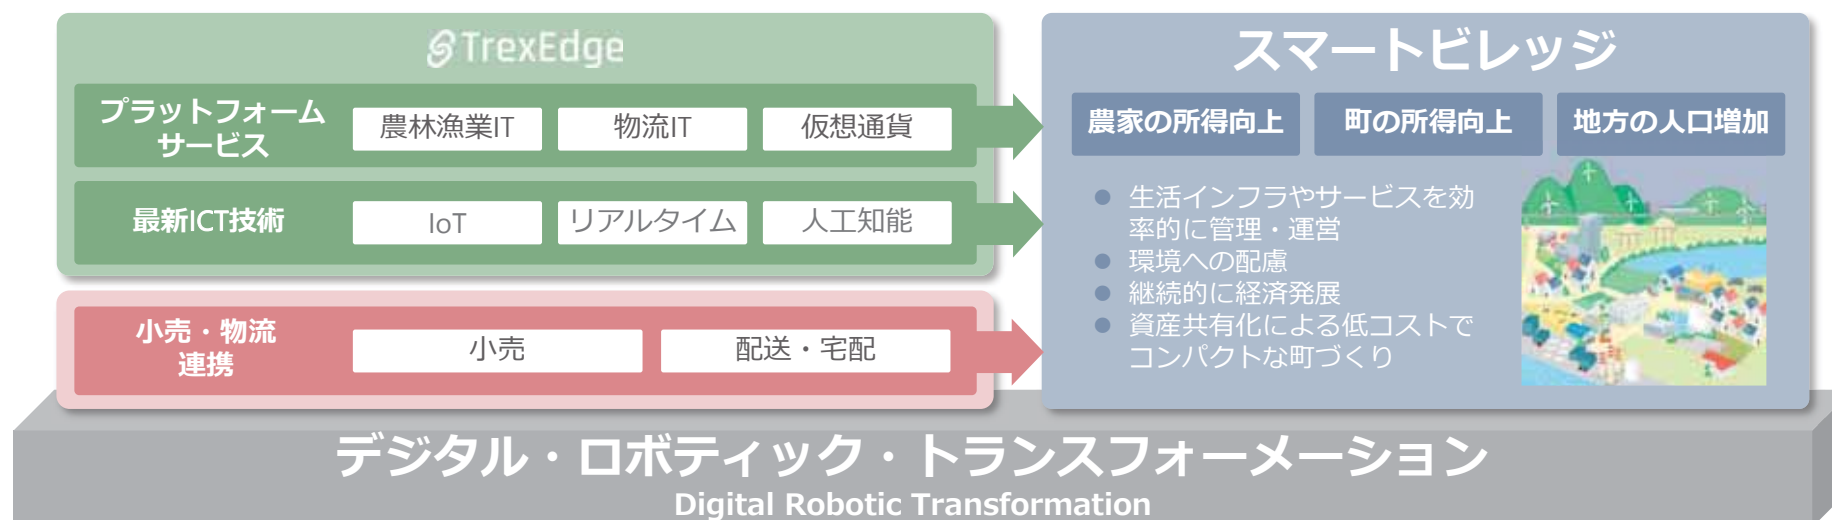 TrexEdge
プラットフォーム
サービス
農林漁業IT
物流IT
仮想通貨
最新ICT技術
IoT
リアルタイム
人工知能
小売・物流
連携
小売
配送・宅配
スマートビレッジ
農家の所得向上
町の所得向上
地方の人口増加
● 生活インフラやサービスを効
率的に管理・運営
● 環境への配慮
● 継続的に経済発展
● 資産共有化による低コストで
コンパクトな町づくり
デジタル・ロボティック・トランスフォーメーション
Digital Robotic Transformation